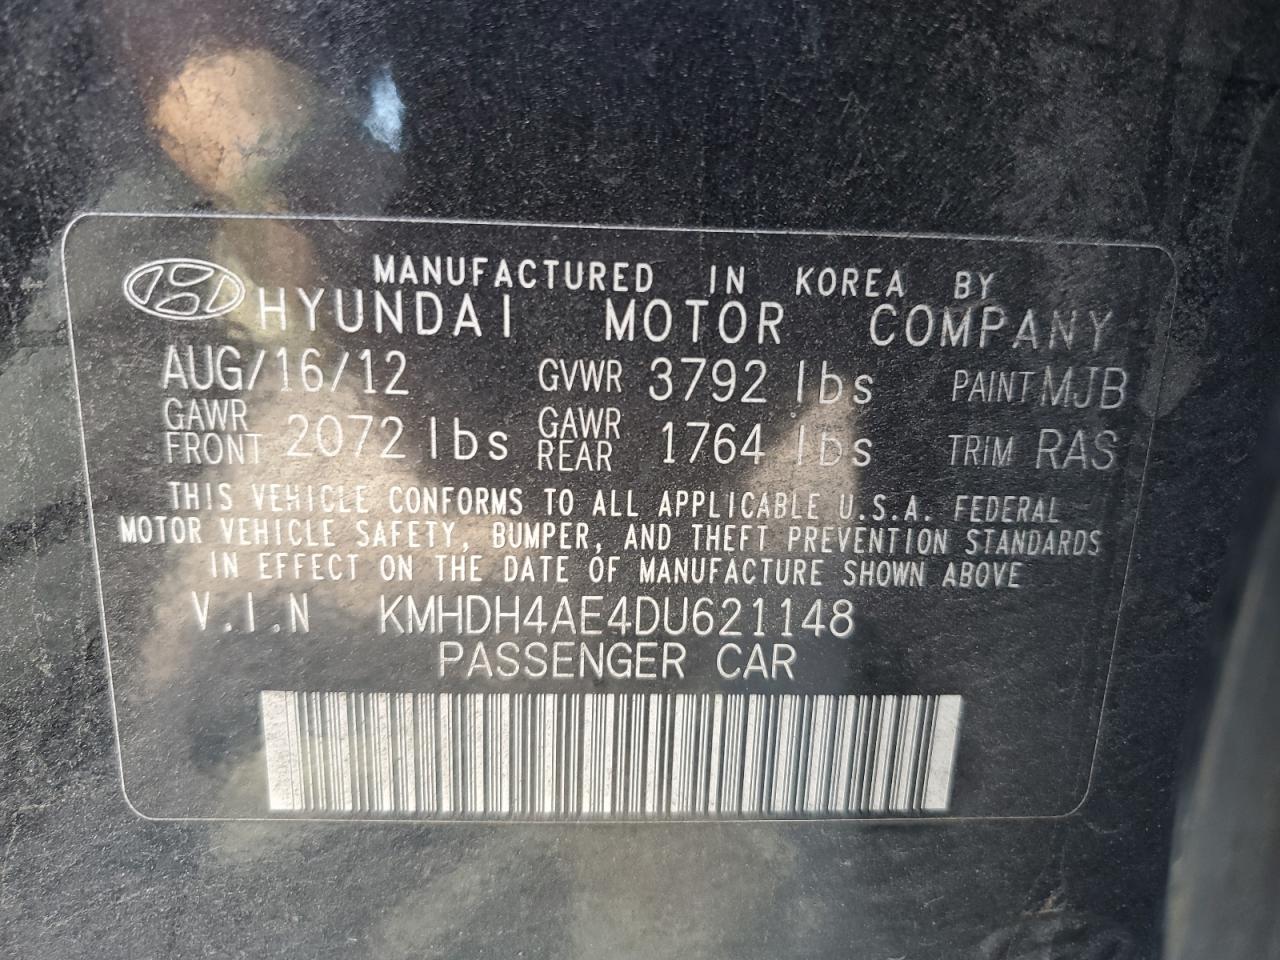 MANUFACTURED IN KOREA BY
HYUNDAI MOTOR COMPANY
AUG/16/12 GVWR 3792 lbs PAINT MJB
GAWR FRONT 2072 lbs GAWR REAR 1764 lbs TRIM RAS
THIS VEHICLE CONFORMS TO ALL APPLICABLE U.S.A. FEDERAL
MOTOR VEHICLE SAFETY, BUMPER, AND THEFT PREVENTION STANDARDS
IN EFFECT ON THE DATE OF MANUFACTURE SHOWN ABOVE
V.I.N KMHDH4AE4DU621148
PASSENGER CAR